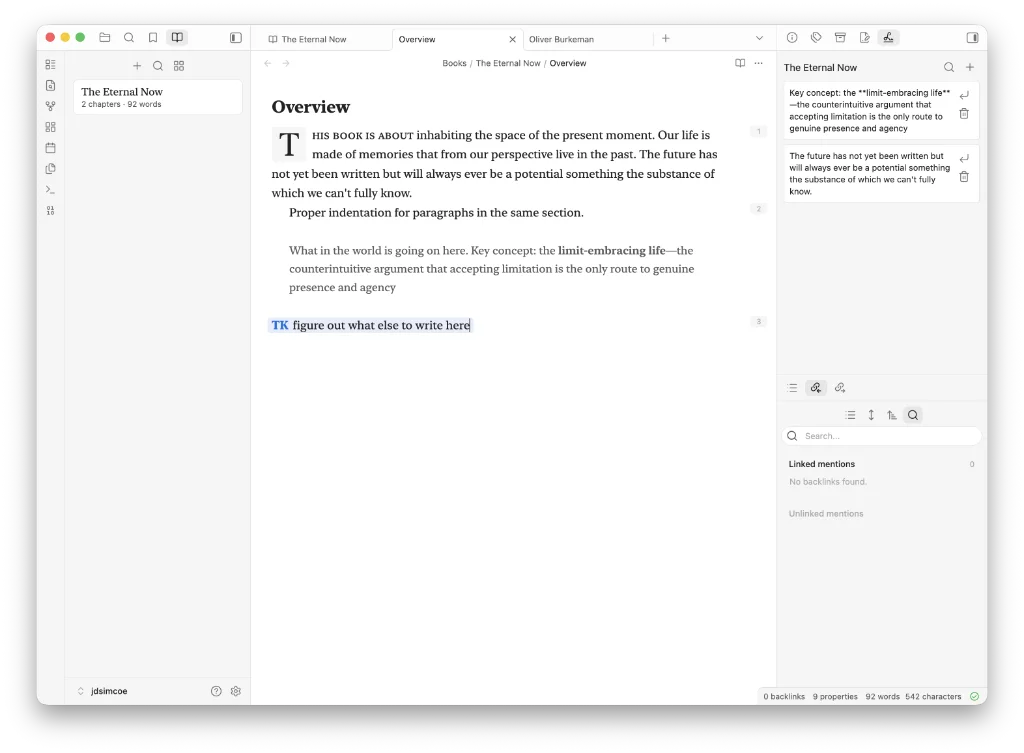 The Eternal Now
Overview
Oliver Burkeman
The Eternal Now
2 chapters · 92 words
Books / The Eternal Now / Overview
Overview
THIS BOOK IS ABOUT inhabiting the space of the present moment. Our life is
made of memories that from our perspective live in the past. The future has
not yet been written but will always ever be a potential something the substance of
which we can't fully know.
1
Proper indentation for paragraphs in the same section.
2
What in the world is going on here. Key concept: the limit-embracing life—the
counterintuitive argument that accepting limitation is the only route to genuine
presence and agency
TK figure out what else to write here
3
The Eternal Now
Key concept: the **limit-embracing life**
—the counterintuitive argument that
accepting limitation is the only route to
genuine presence and agency
The future has not yet been written but
will always ever be a potential something
the substance of which we can't fully
know.
Search...
Linked mentions 0
No backlinks found.
Unlinked mentions
jdsimcoe
0 backlinks 9 properties 92 words 542 characters